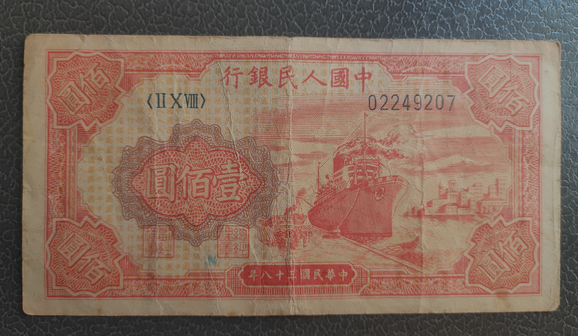 中國人民銀行
佰圓
佰圓
〈II X VIII〉
02249207
壹佰圓
佰圓
佰圓
中華民國三十八年